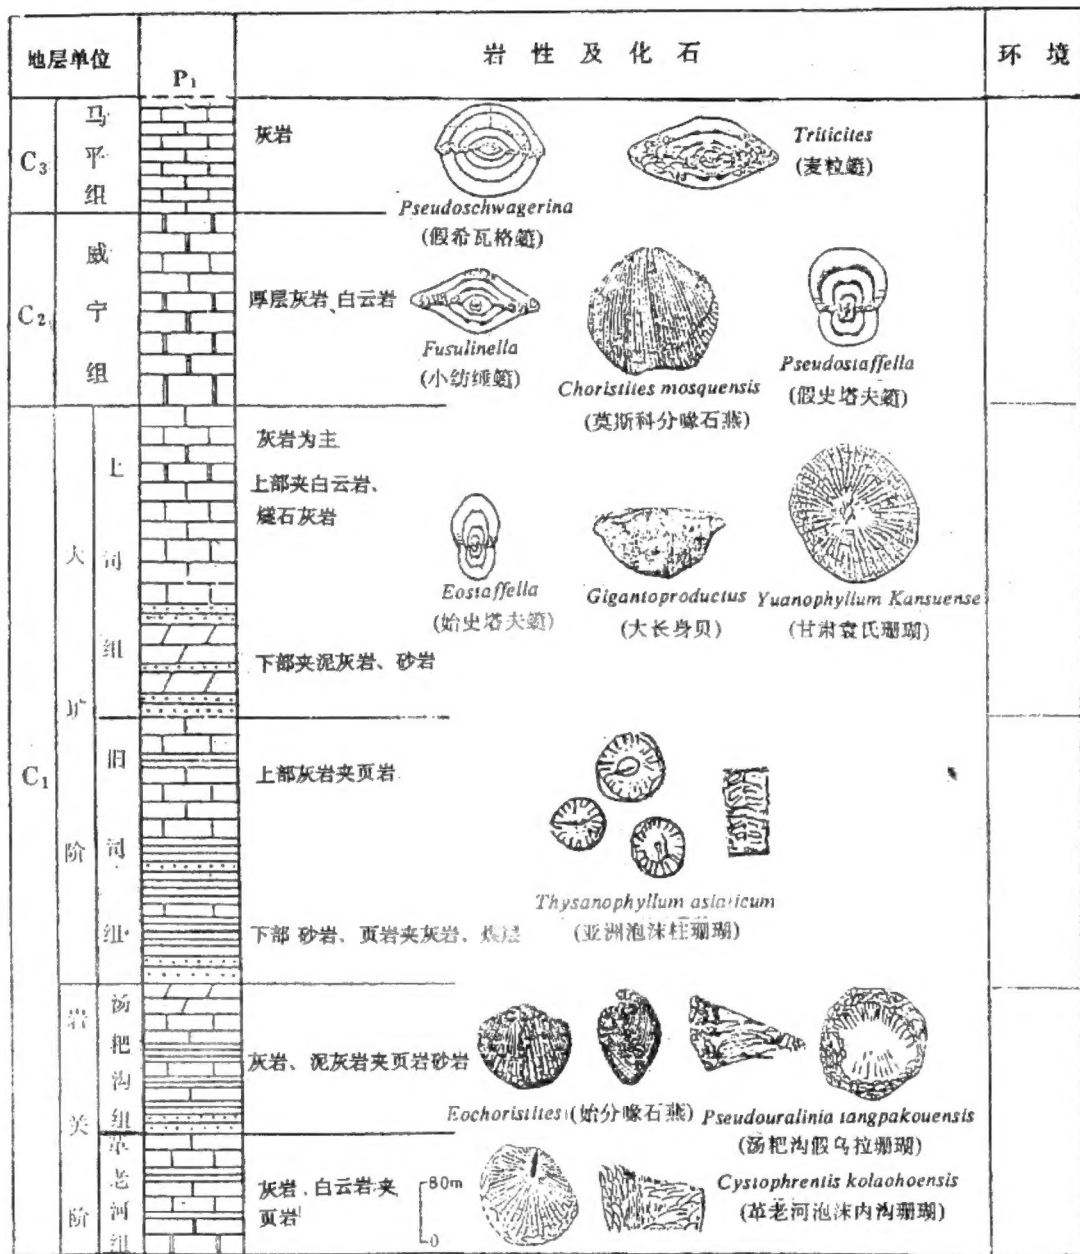 地层单位
P₁
岩性及化石
环境
C₃
马平组
灰岩
Pseudoschwagerina
(假希瓦格䗴)
Triticites
(麦粒䗴)
C₂
威宁组
厚层灰岩、白云岩
Fusulinella
(小纺缍䗴)
Choristites mosquensis
(莫斯科分喙石燕)
Pseudostaffella
(假史塔夫䗴)
C₁
大圹阶
上司组
灰岩为主
上部夹白云岩、
燧石灰岩
Eostaffella
(始史塔夫䗴)
Gigantoproductus
(大长身贝)
Yuanophyllum Kansuense
(甘肃袁氏珊瑚)
下部夹泥灰岩、砂岩
旧司组
上部灰岩夹页岩
Thysanophyllum asiaticum
(亚洲泡沫柱珊瑚)
下部 砂岩、页岩夹灰岩、煤层
岩关阶
汤粑沟组
灰岩、泥灰岩夹页岩砂岩
Eochoristites (始分喙石燕)
Pseudouralinia tangpakouensis
(汤粑沟假乌拉珊瑚)
革老河组
灰岩、白云岩夹
页岩
80m
0
Cystophrentis kolaohoensis
(革老河泡沫内沟珊瑚)